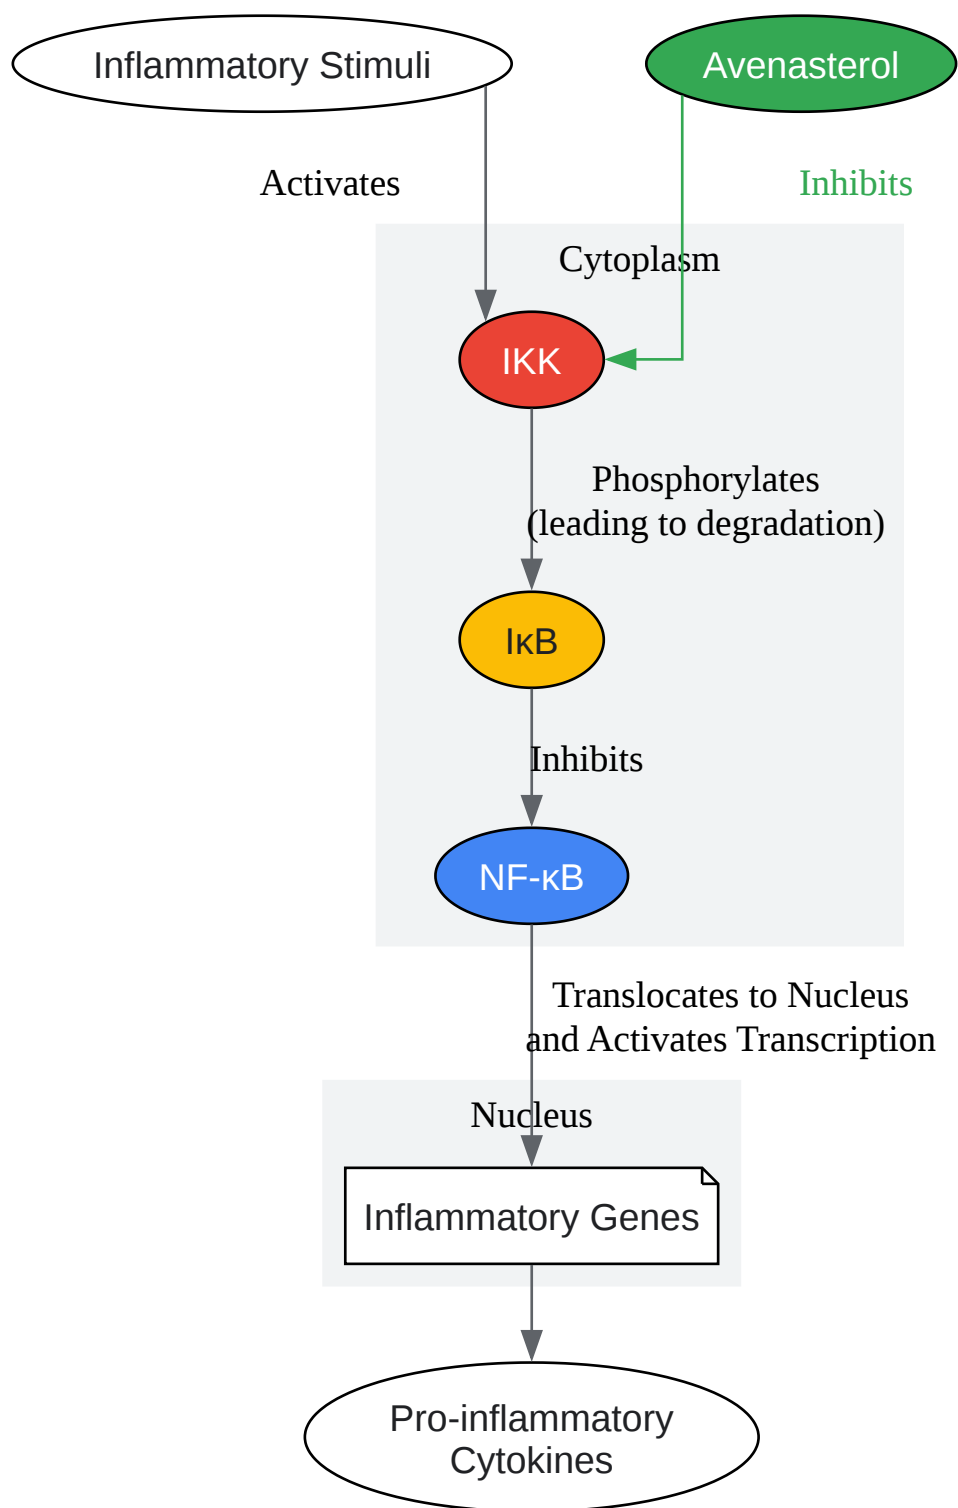 Inflammatory Stimuli
Avenasterol
Activates
Inhibits
Cytoplasm
IKK
Phosphorylates
(leading to degradation)
IκB
Inhibits
NF-κB
Translocates to Nucleus
and Activates Transcription
Nucleus
Inflammatory Genes
Pro-inflammatory
Cytokines